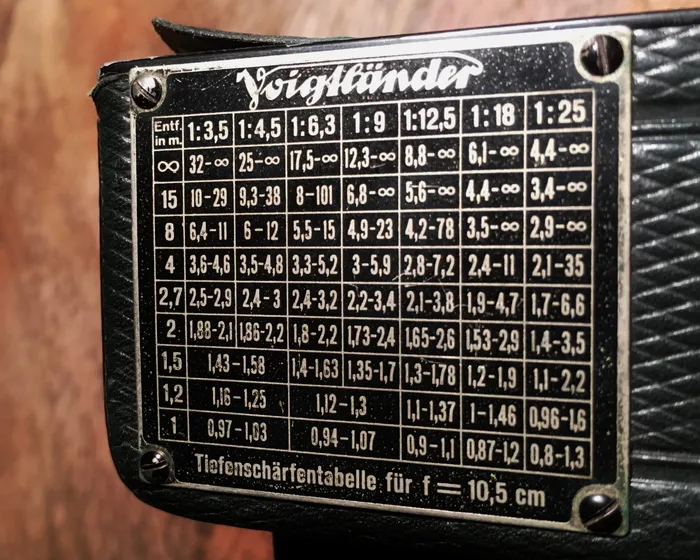 Voigtländer
Entf. in m. 1:3,5 1:4,5 1:6,3 1:9 1:12,5 1:18 1:25
∞ 32-∞ 25-∞ 17,5-∞ 12,3-∞ 8,8-∞ 6,1-∞ 4,4-∞
15 10-29 9,3-38 8-101 6,8-∞ 5,6-∞ 4,4-∞ 3,4-∞
8 6,4-11 6-12 5,5-15 4,9-23 4,2-78 3,5-∞ 2,9-∞
4 3,6-4,6 3,5-4,8 3,3-5,2 3-5,9 2,8-7,2 2,4-11 2,1-35
2,7 2,5-2,9 2,4-3 2,4-3,2 2,2-3,4 2,1-3,8 1,9-4,7 1,7-6,6
2 1,88-2,1 1,86-2,2 1,8-2,2 1,73-2,4 1,65-2,6 1,53-2,9 1,4-3,5
1,5 1,43-1,58 1,4-1,63 1,35-1,7 1,3-1,78 1,2-1,9 1,1-2,2
1,2 1,16-1,25 1,12-1,3 1,1-1,37 1-1,46 0,96-1,6
1 0,97-1,03 0,94-1,07 0,9-1,1 0,87-1,2 0,8-1,3
Tiefenschärfentabelle für f = 10,5 cm